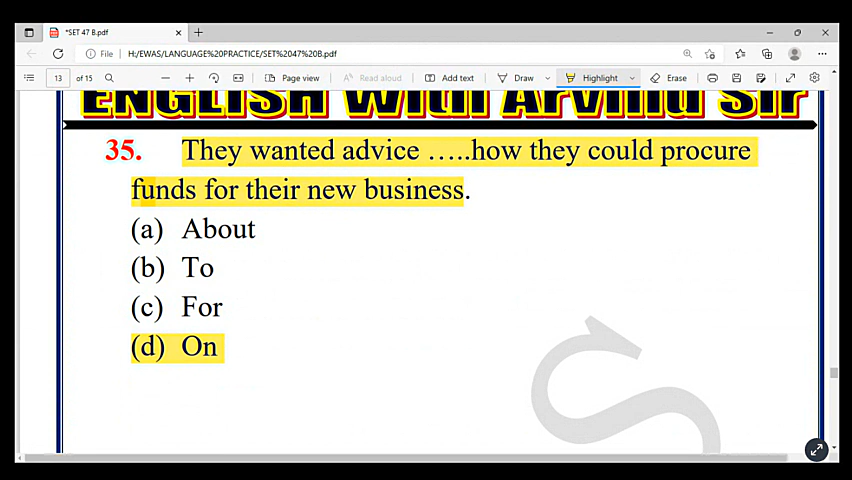 *SET 47 B.pdf
File H:/EWAS/LANGUAGE%20PRACTICE/SET%2047%20B.pdf
13 of 15 Page view Read aloud Add text Draw Highlight Erase
ENGLISH WITH ARVIND SIR
35. They wanted advice …..how they could procure
funds for their new business.
(a) About
(b) To
(c) For
(d) On
S